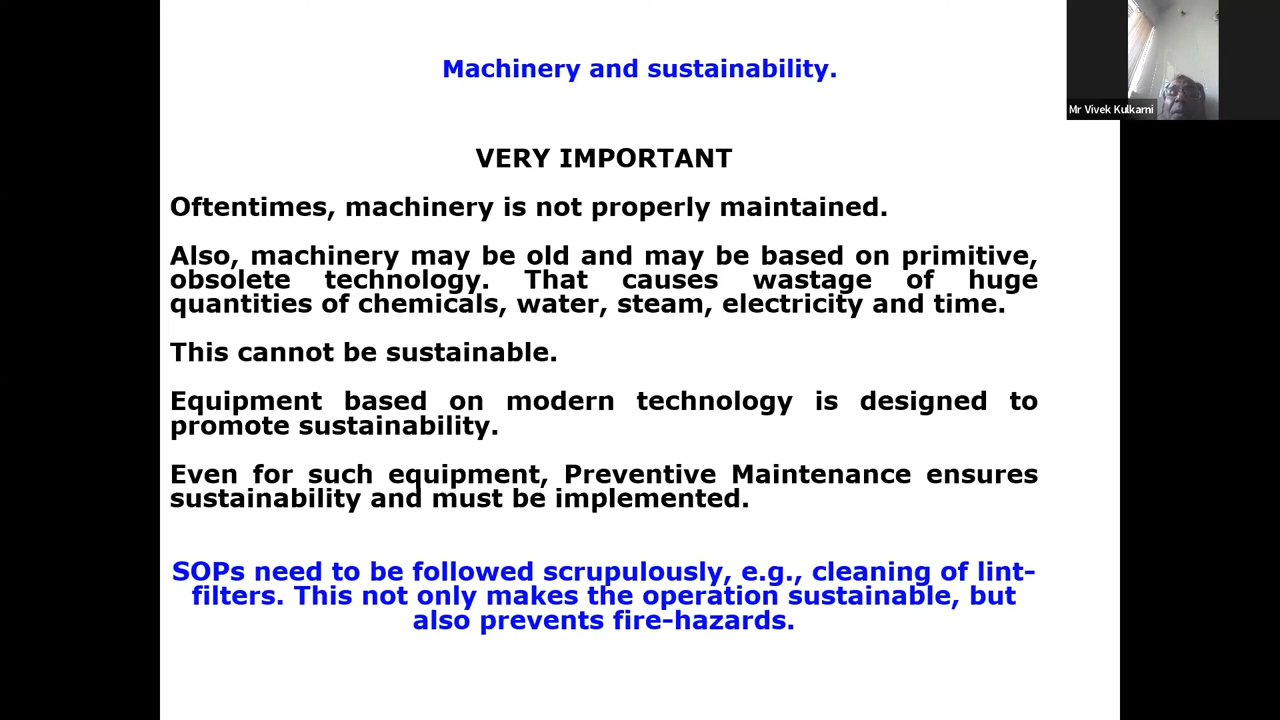 Machinery and sustainability.
Mr Vivek Kulkarni
VERY IMPORTANT
Oftentimes, machinery is not properly maintained.
Also, machinery may be old and may be based on primitive,
obsolete technology. That causes wastage of huge
quantities of chemicals, water, steam, electricity and time.
This cannot be sustainable.
Equipment based on modern technology is designed to
promote sustainability.
Even for such equipment, Preventive Maintenance ensures
sustainability and must be implemented.
SOPs need to be followed scrupulously, e.g., cleaning of lint-
filters. This not only makes the operation sustainable, but
also prevents fire-hazards.